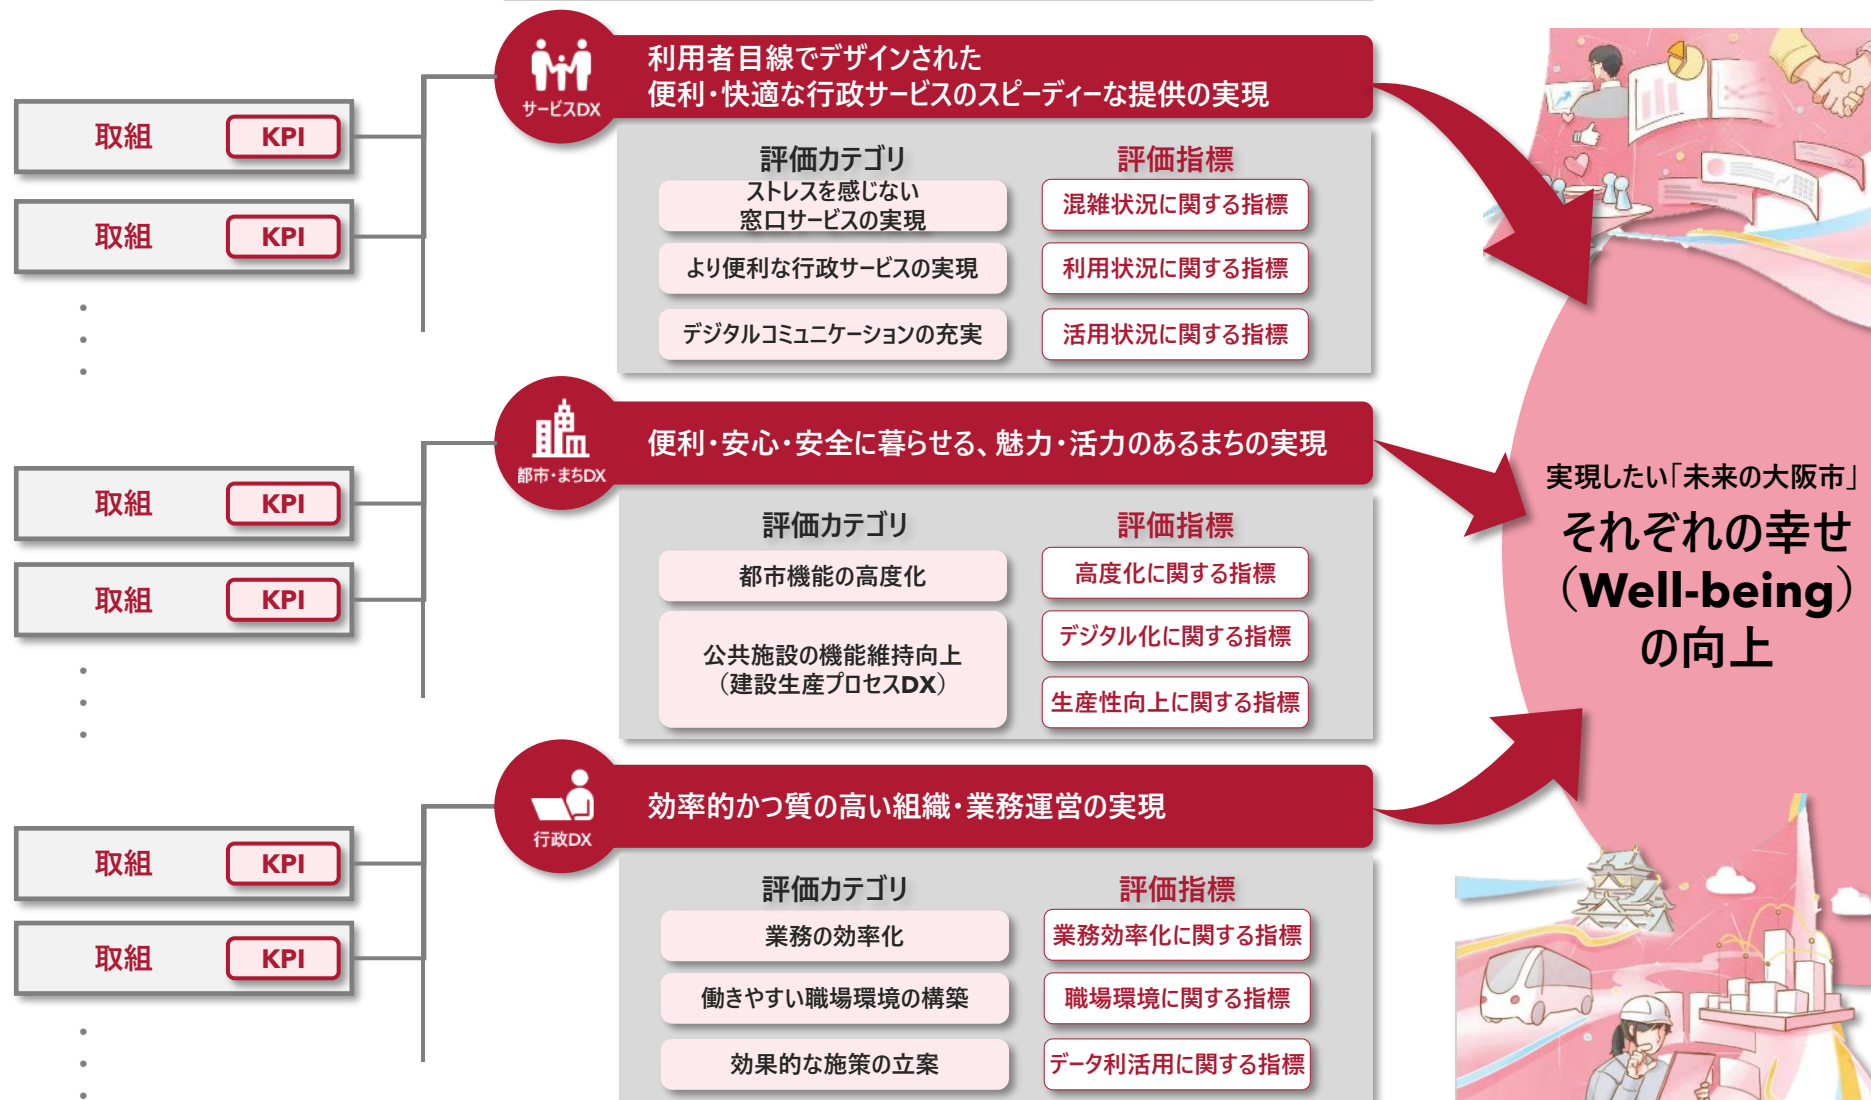 サービスDX
利用者目線でデザインされた
便利・快適な行政サービスのスピーディーな提供の実現
取組 KPI
取組 KPI
評価カテゴリ 評価指標
ストレスを感じない
窓口サービスの実現
混雑状況に関する指標
より便利な行政サービスの実現 利用状況に関する指標
デジタルコミュニケーションの充実 活用状況に関する指標
都市・まちDX
便利・安心・安全に暮らせる、魅力・活力のあるまちの実現
取組 KPI
取組 KPI
評価カテゴリ 評価指標
都市機能の高度化 高度化に関する指標
公共施設の機能維持向上
（建設生産プロセスDX）
デジタル化に関する指標
生産性向上に関する指標
行政DX
効率的かつ質の高い組織・業務運営の実現
取組 KPI
取組 KPI
評価カテゴリ 評価指標
業務の効率化 業務効率化に関する指標
働きやすい職場環境の構築 職場環境に関する指標
効果的な施策の立案 データ利活用に関する指標
実現したい「未来の大阪市」
それぞれの幸せ
（Well-being）
の向上